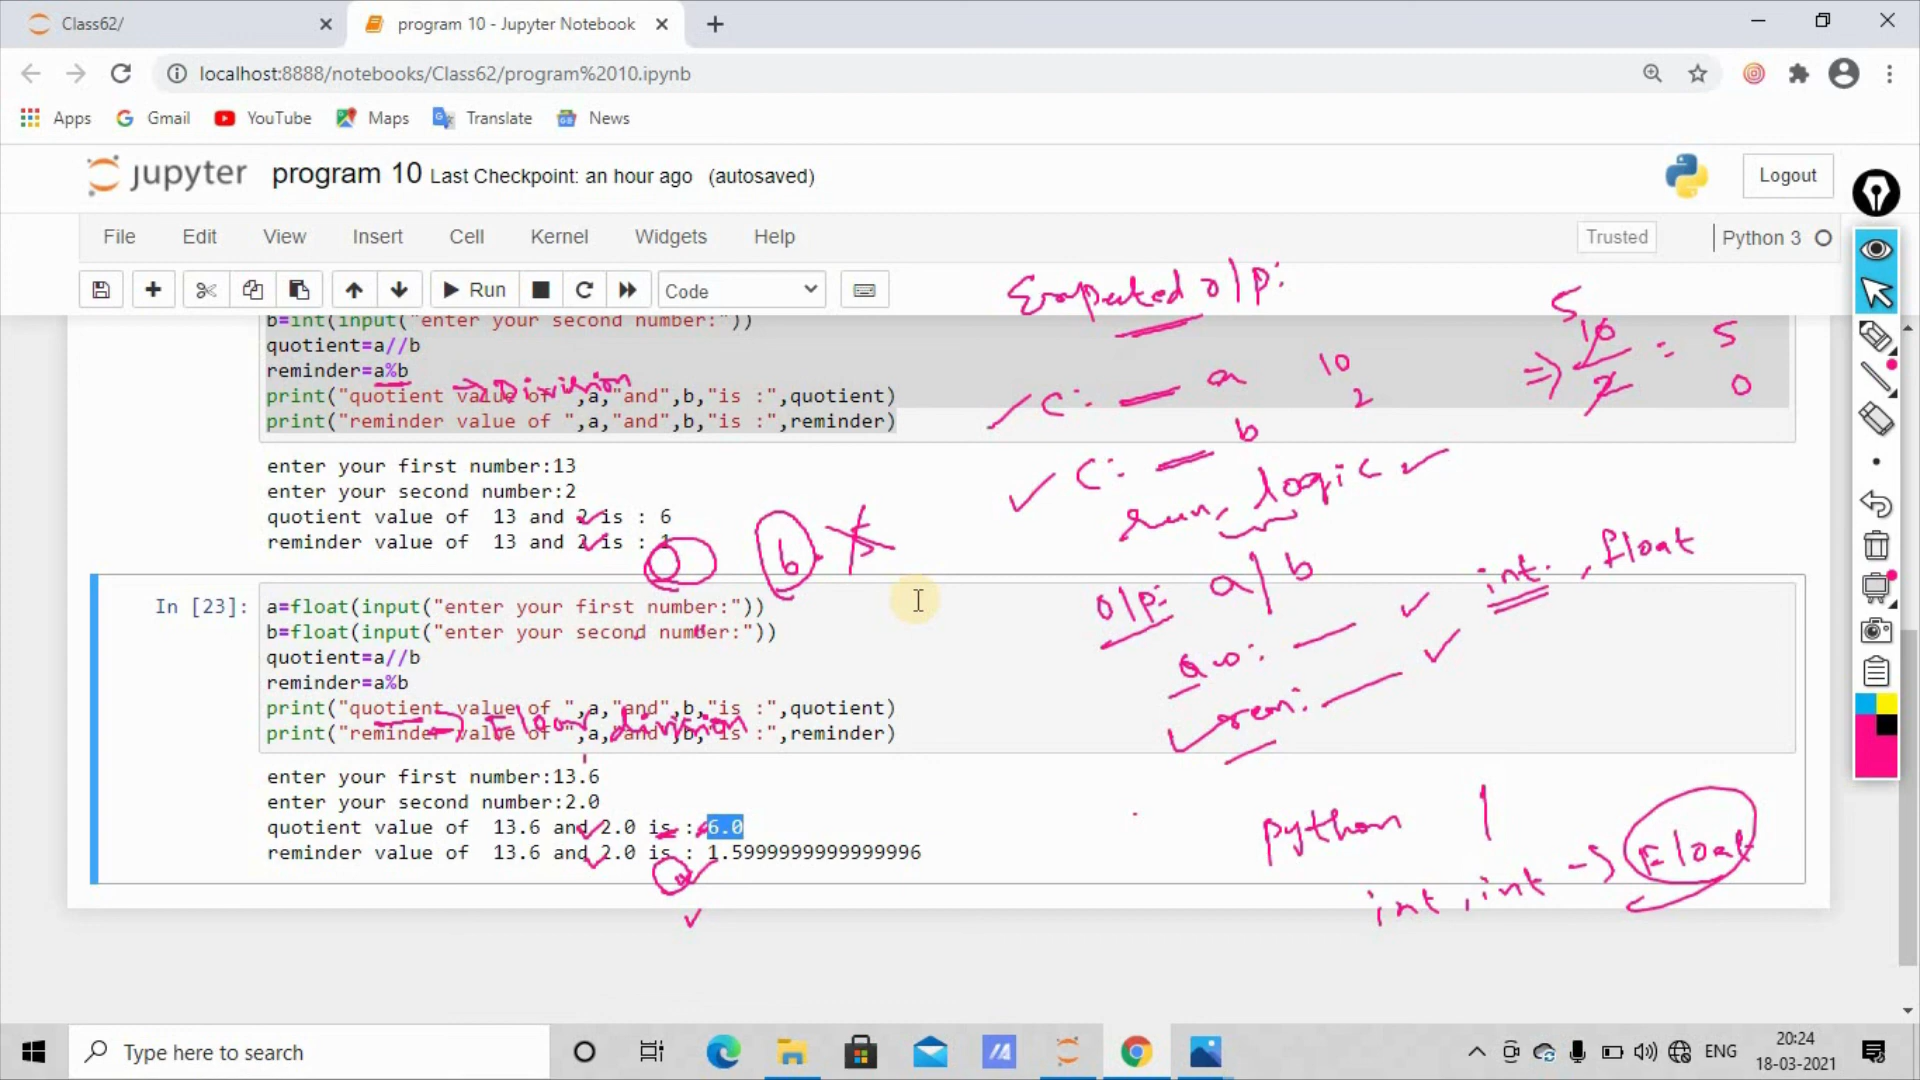 Class62/
program 10 - Jupyter Notebook
localhost:8888/notebooks/Class62/program%2010.ipynb
Apps Gmail YouTube Maps Translate News
jupyter program 10 Last Checkpoint: an hour ago (autosaved)
Logout
File Edit View Insert Cell Kernel Widgets Help
Trusted Python 3
Run Code
b=int(input("enter your second number:"))
quotient=a//b
reminder=a%b
print("quotient value of ",a,"and",b,"is :",quotient)
print("reminder value of ",a,"and",b,"is :",reminder)
→ Division
enter your first number:13
enter your second number:2
quotient value of  13 and 2 is : 6
reminder value of  13 and 2 is : 1
b
In [23]:
a=float(input("enter your first number:"))
b=float(input("enter your second number:"))
quotient=a//b
reminder=a%b
print("quotient value of ",a,"and",b,"is :",quotient)
print("reminder value of ",a,"and",b,"is :",reminder)
→ Floor division
enter your first number:13.6
enter your second number:2.0
quotient value of  13.6 and 2.0 is : 6.0
reminder value of  13.6 and 2.0 is : 1.5999999999999996
o/p:
C: a 10
2
C: b
⇒ 10/2 = 5
5
0
run, logic
o/p: a/b
int, float
rem:
python /
int, int → Float
Type here to search
ENG
20:24
18-03-2021